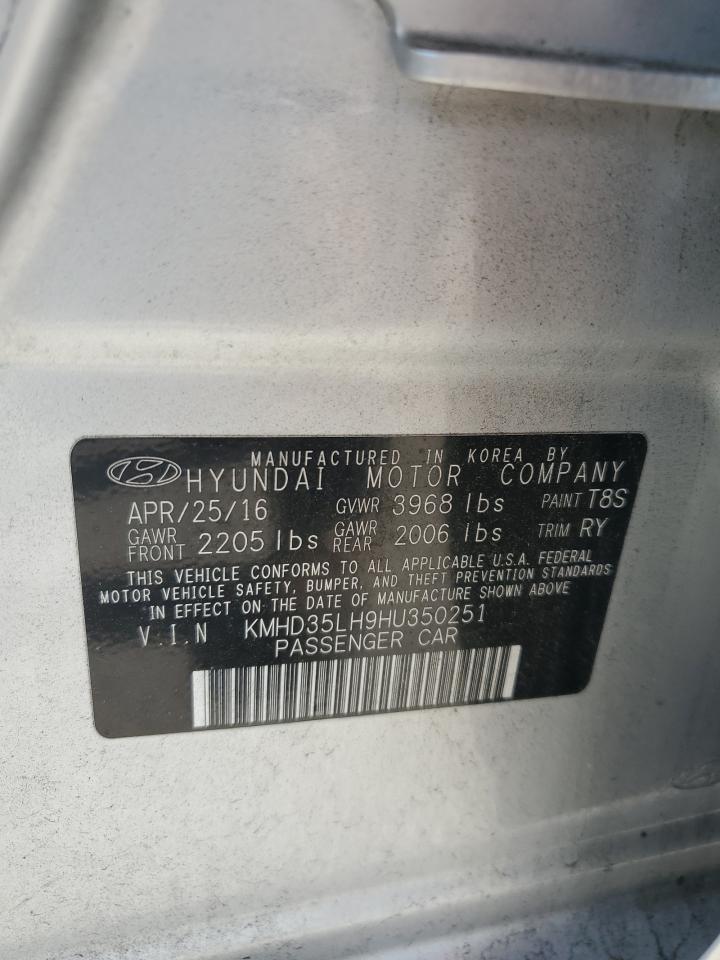 MANUFACTURED IN KOREA BY
HYUNDAI MOTOR COMPANY
APR/25/16 GVWR 3968 lbs PAINT T8S
GAWR FRONT 2205 lbs GAWR REAR 2006 lbs TRIM RY
THIS VEHICLE CONFORMS TO ALL APPLICABLE U.S.A. FEDERAL
MOTOR VEHICLE SAFETY, BUMPER, AND THEFT PREVENTION STANDARDS
IN EFFECT ON THE DATE OF MANUFACTURE SHOWN ABOVE
V.I.N KMHD35LH9HU350251
PASSENGER CAR